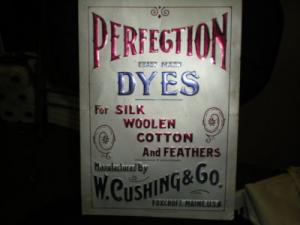 PERFECTION
DYES
For SILK
WOOLEN
COTTON
And FEATHERS
Manufactured By
W. CUSHING & Co.
FOXCROFT, MAINE, U.S.A.